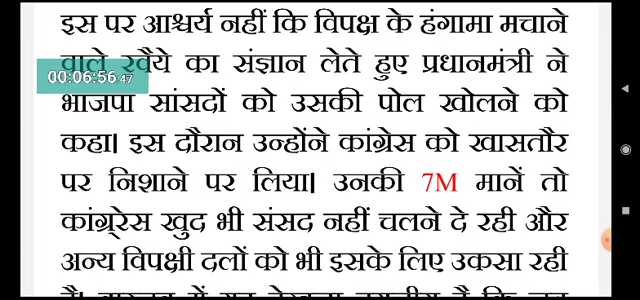 इस पर आश्चर्य नहीं कि विपक्ष के हंगामा मचाने
वाले रवैये का संज्ञान लेते हुए प्रधानमंत्री ने
00:06:56:47
भाजपा सांसदों को उसकी पोल खोलने को
कहा। इस दौरान उन्होंने कांग्रेस को खासतौर
पर निशाने पर लिया। उनकी 7M मानें तो
कांग्र्रेस खुद भी संसद नहीं चलने दे रही और
अन्य विपक्षी दलों को भी इसके लिए उकसा रही